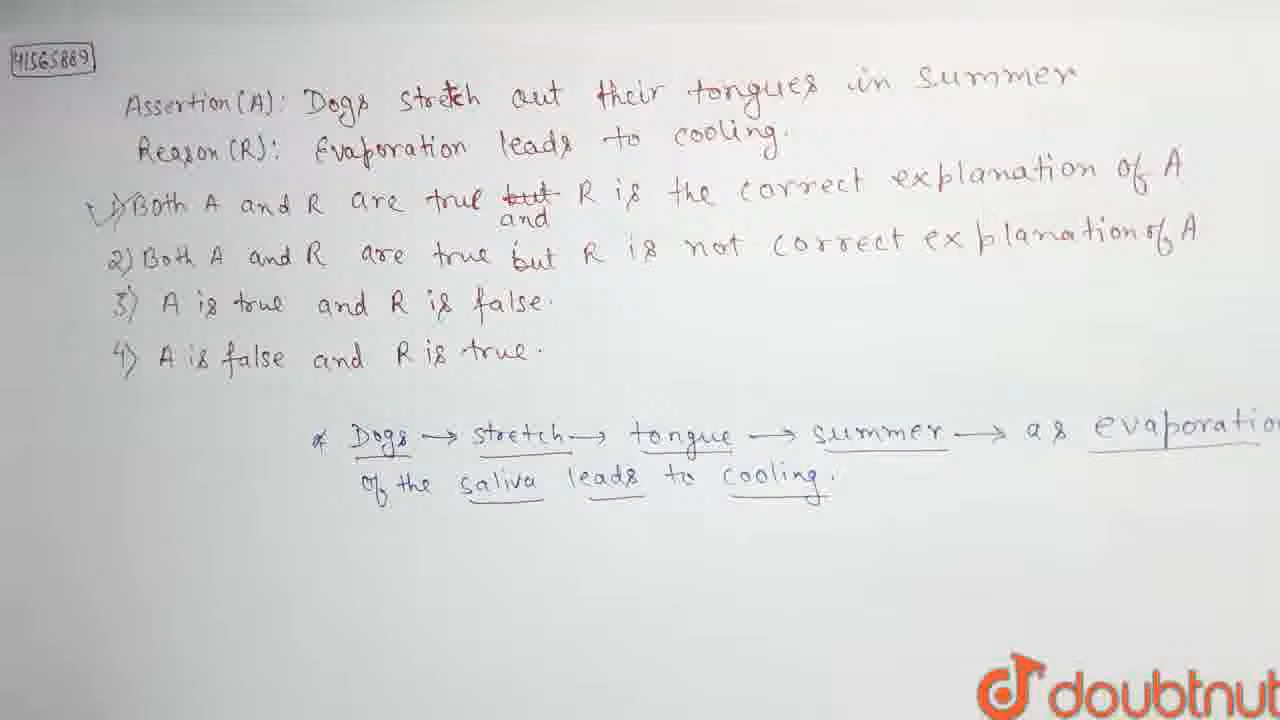 41565889
Assertion(A): Dogs stretch out their tongues in summer
Reason(R): Evaporation leads to cooling.
1) Both A and R are true but and R is the correct explanation of A
2) Both A and R are true but R is not correct explanation of A
3) A is true and R is false.
4) A is false and R is true.
* Dogs → stretch → tongue → summer → as evaporation
of the saliva leads to cooling.
doubtnut